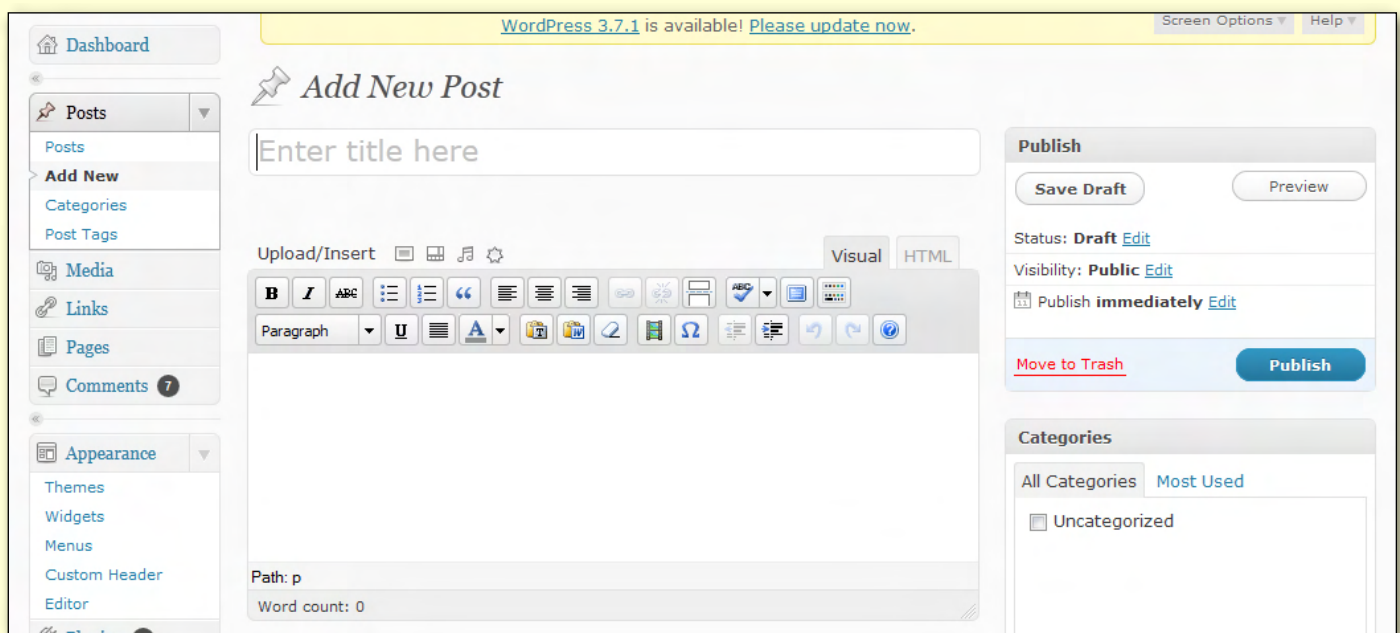 WordPress 3.7.1 is available! Please update now.
Screen Options
Help
Dashboard
Posts
Posts
Add New
Categories
Post Tags
Media
Links
Pages
Comments 7
Appearance
Themes
Widgets
Menus
Custom Header
Editor
Add New Post
Enter title here
Upload/Insert
Visual
HTML
B I ABC ABC
Paragraph U A T W Ω ?
Path: p
Word count: 0
Publish
Save Draft
Preview
Status: Draft Edit
Visibility: Public Edit
11 Publish immediately Edit
Move to Trash
Publish
Categories
All Categories
Most Used
Uncategorized